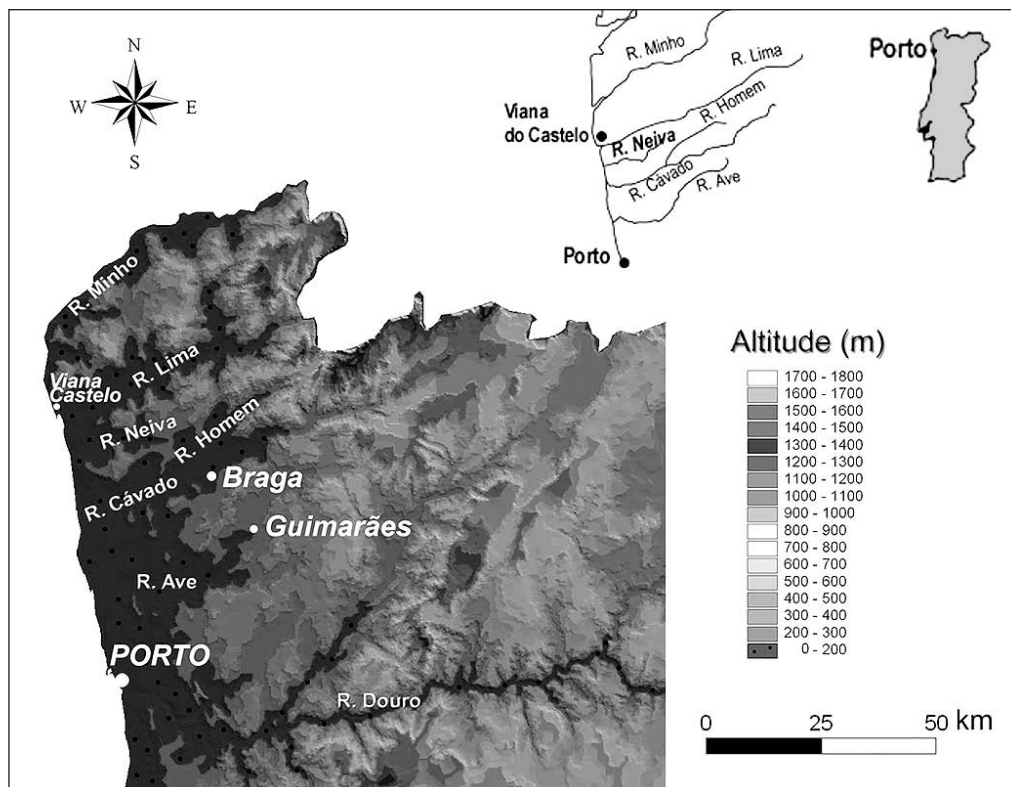 N
W
E
S
R. Minho
R. Lima
Viana
do Castelo
R. Homem
R. Neiva
R. Cávado
R. Ave
Porto
Porto
R. Minho
R. Lima
Viana
Castelo
R. Neiva
R. Homem
R. Cávado
Braga
Guimarães
R. Ave
PORTO
R. Douro
Altitude (m)
1700 - 1800
1600 - 1700
1500 - 1600
1400 - 1500
1300 - 1400
1200 - 1300
1100 - 1200
1000 - 1100
900 - 1000
800 - 900
700 - 800
600 - 700
500 - 600
400 - 500
300 - 400
200 - 300
0 - 200
0 25 50 km